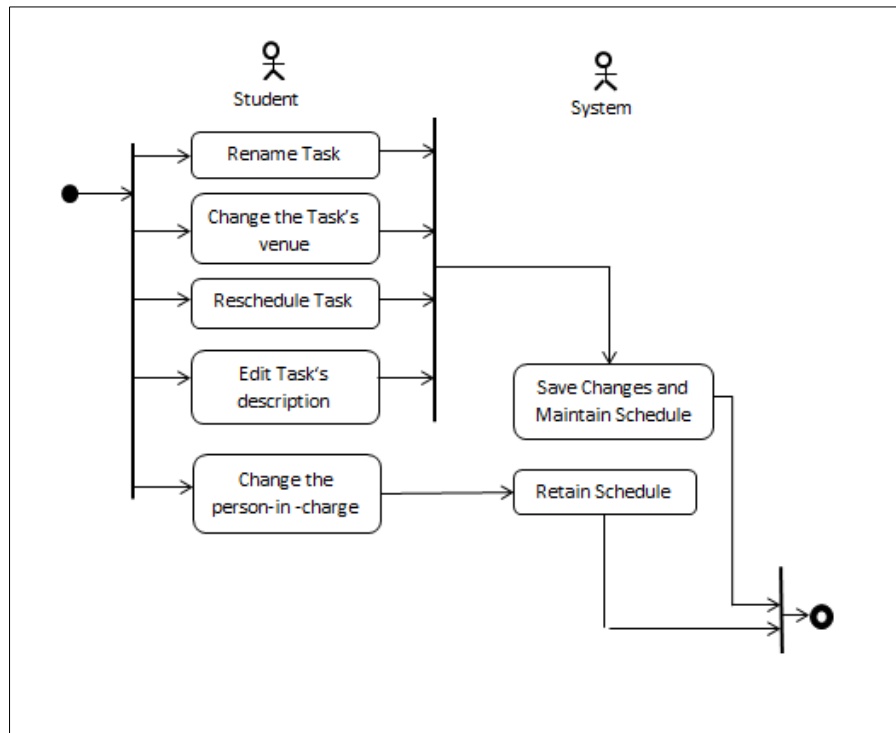 Student
System
Rename Task
Change the Task's
venue
Reschedule Task
Edit Task's
description
Save Changes and
Maintain Schedule
Change the
person-in -charge
Retain Schedule